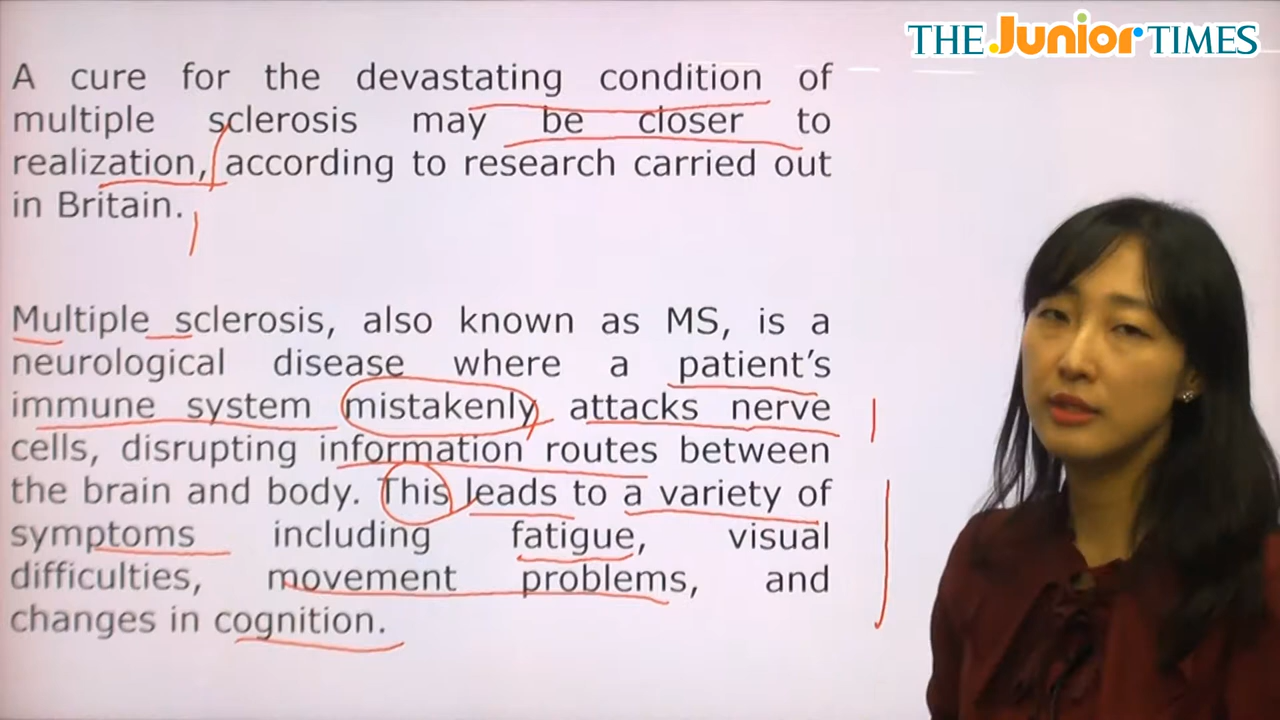 THE Junior TIMES
A cure for the devastating condition of
multiple sclerosis may be closer to
realization, according to research carried out
in Britain.
Multiple sclerosis, also known as MS, is a
neurological disease where a patient's
immune system mistakenly attacks nerve
cells, disrupting information routes between
the brain and body. This leads to a variety of
symptoms including fatigue, visual
difficulties, movement problems, and
changes in cognition.